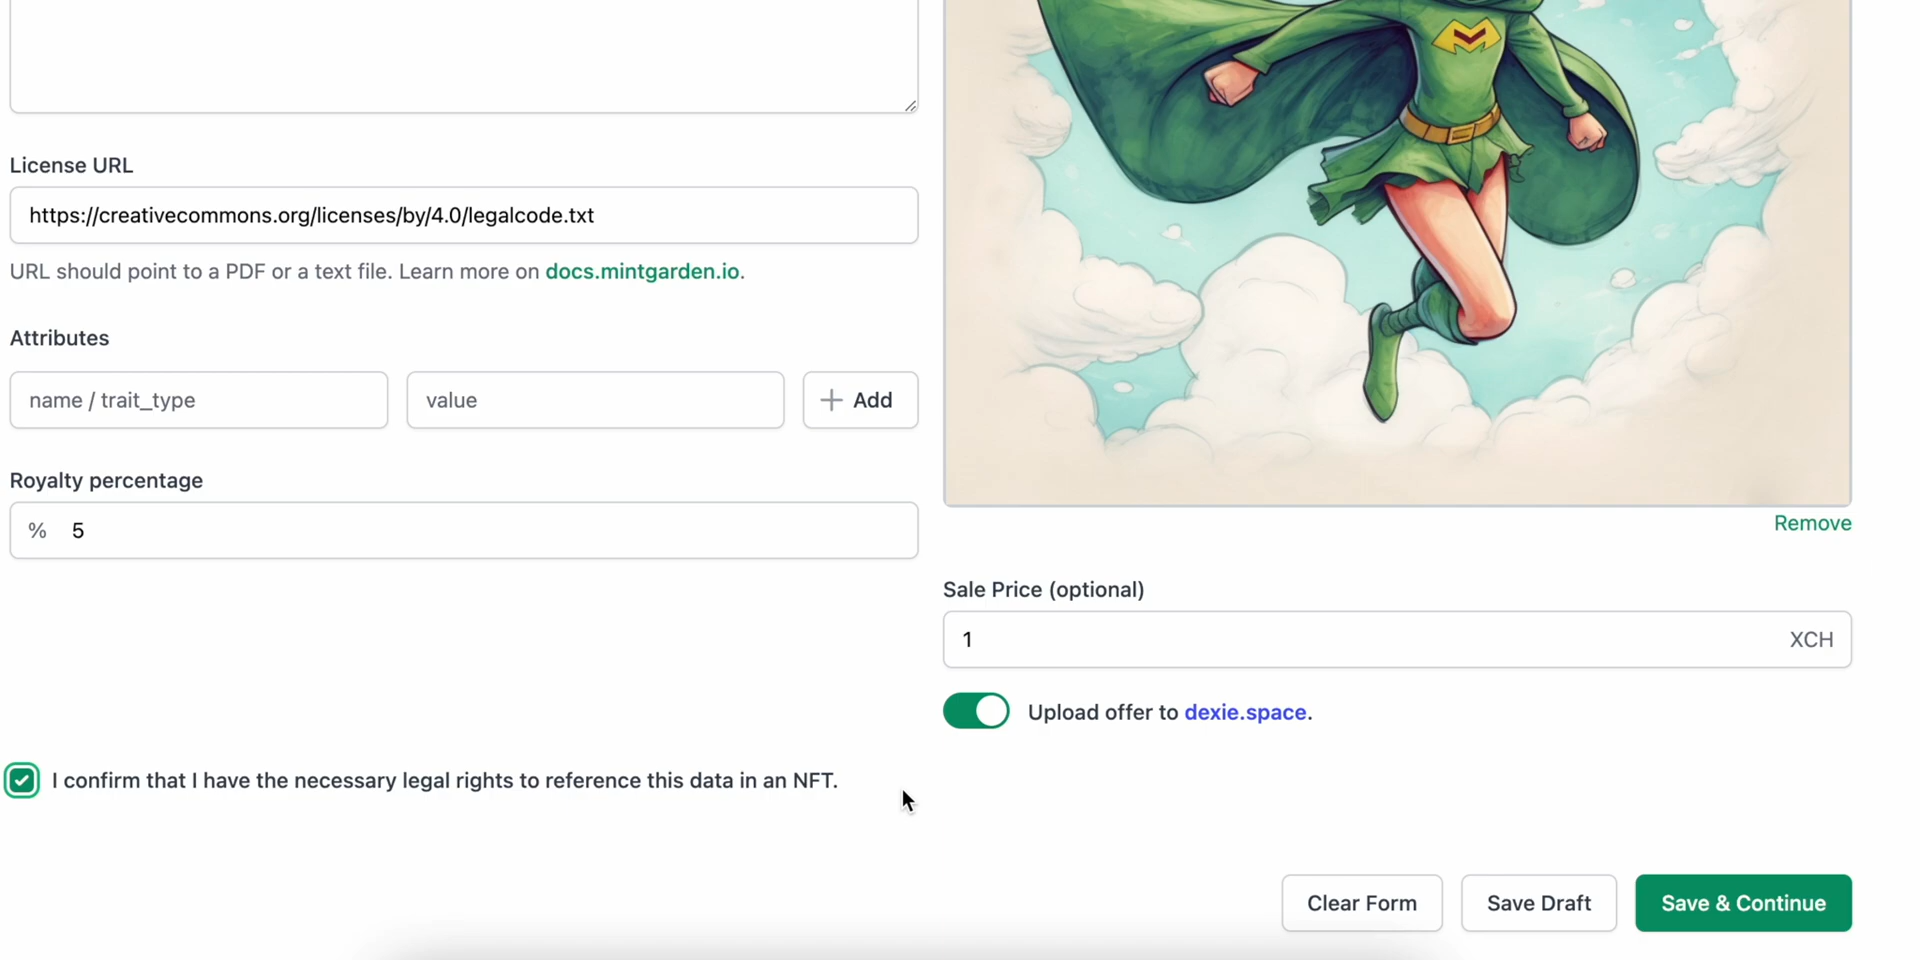 License URL
https://creativecommons.org/licenses/by/4.0/legalcode.txt
URL should point to a PDF or a text file. Learn more on docs.mintgarden.io.
Attributes
name / trait_type
value
Add
Royalty percentage
% 5
Remove
Sale Price (optional)
1 XCH
Upload offer to dexie.space.
I confirm that I have the necessary legal rights to reference this data in an NFT.
Clear Form
Save Draft
Save & Continue